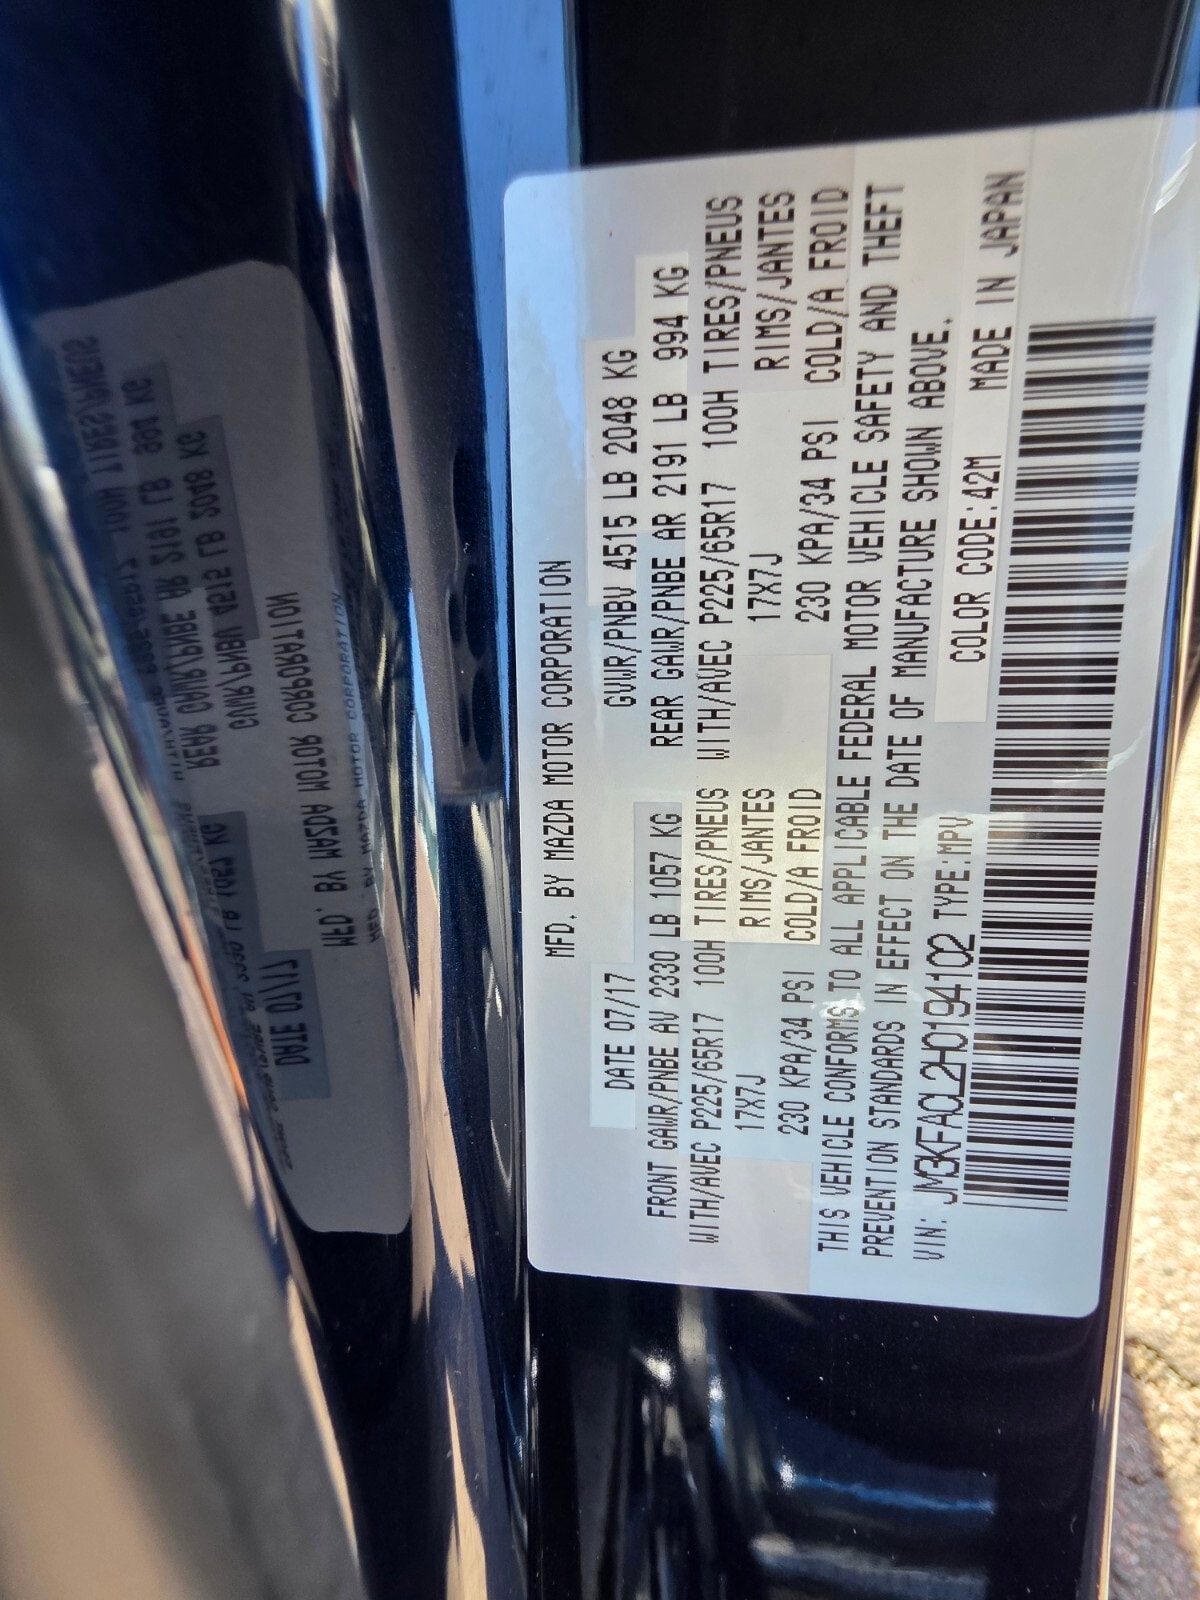 MFD. BY MAZDA MOTOR CORPORATION
DATE 07/17 GVWR/PNBV 4515 LB 2048 KG
FRONT GAWR/PNBE AV 2330 LB 1057 KG REAR GAWR/PNBE AR 2191 LB 994 KG
WITH/AVEC P225/65R17 100H TIRES/PNEUS WITH/AVEC P225/65R17 100H TIRES/PNEUS
17X7J RIMS/JANTES 17X7J RIMS/JANTES
230 KPA/34 PSI COLD/A FROID 230 KPA/34 PSI COLD/A FROID
THIS VEHICLE CONFORMS TO ALL APPLICABLE FEDERAL MOTOR VEHICLE SAFETY AND THEFT
PREVENTION STANDARDS IN EFFECT ON THE DATE OF MANUFACTURE SHOWN ABOVE.
VIN: JM3KFACL2H0194102 TYPE:MPV COLOR CODE:42M MADE IN JAPAN